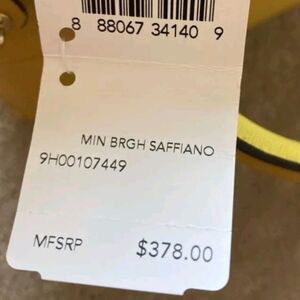 8 88067 34140 9
MIN BRGH SAFFIANO
9H00107449
MFSRP $378.00